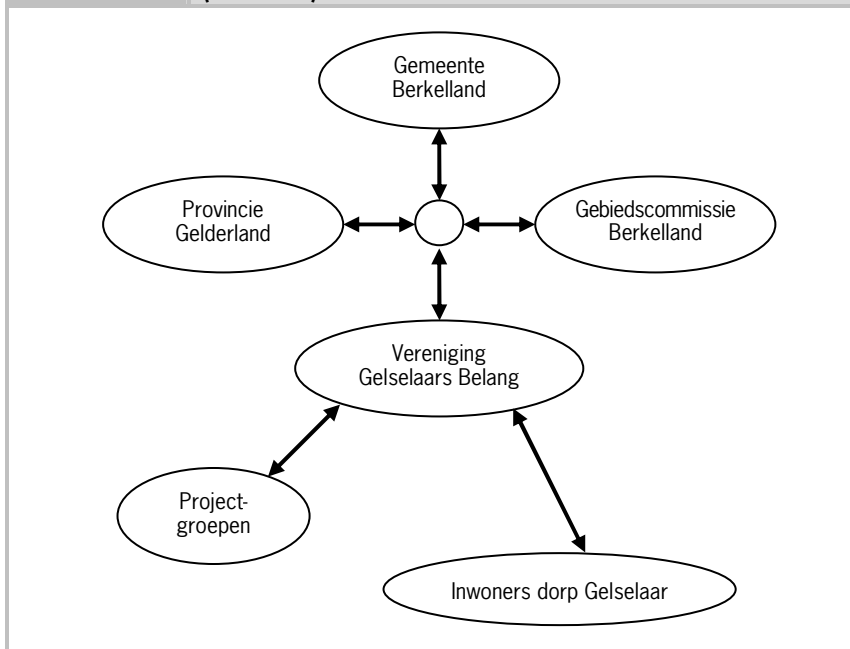 Gemeente
Berkelland
Provincie
Gelderland
Gebiedscommissie
Berkelland
Vereniging
Gelselaars Belang
Project-
groepen
Inwoners dorp Gelselaar